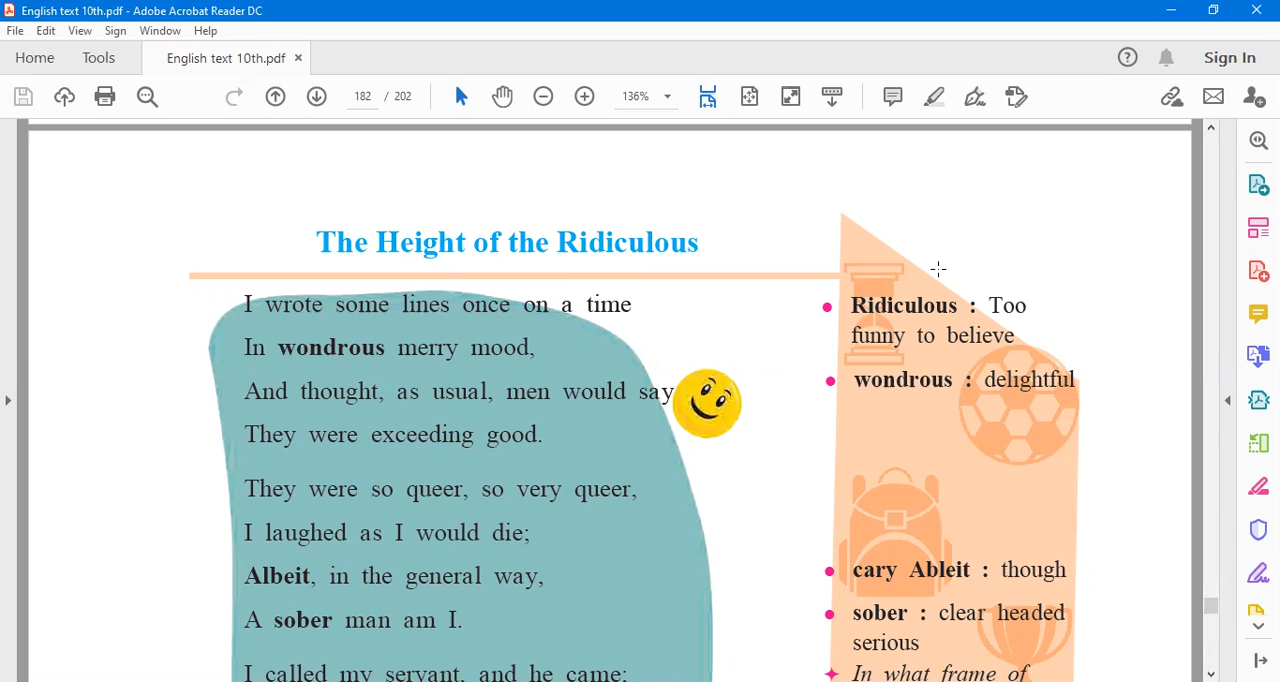 English text 10th.pdf - Adobe Acrobat Reader DC
File Edit View Sign Window Help
Home Tools English text 10th.pdf × Sign In
182 / 202 136%
The Height of the Ridiculous
I wrote some lines once on a time
In wondrous merry mood,
And thought, as usual, men would say
They were exceeding good.
They were so queer, so very queer,
I laughed as I would die;
Albeit, in the general way,
A sober man am I.
I called my servant, and he came;
• Ridiculous : Too
funny to believe
• wondrous : delightful
• cary Ableit : though
• sober : clear headed
serious
In what frame of